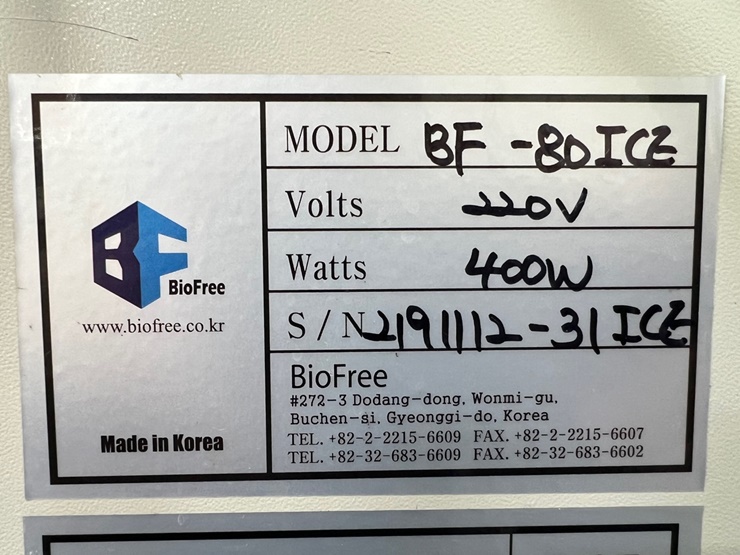 MODEL BF -80ICE
Volts 220V
Watts 400W
S/N 2191112-31 ICE
BF
BioFree
www.biofree.co.kr
Made in Korea
BioFree
#272-3 Dodang-dong, Wonmi-gu,
Buchen-si, Gyeonggi-do, Korea
TEL. +82-2-2215-6609 FAX. +82-2-2215-6607
TEL. +82-32-683-6609 FAX. +82-32-683-6602